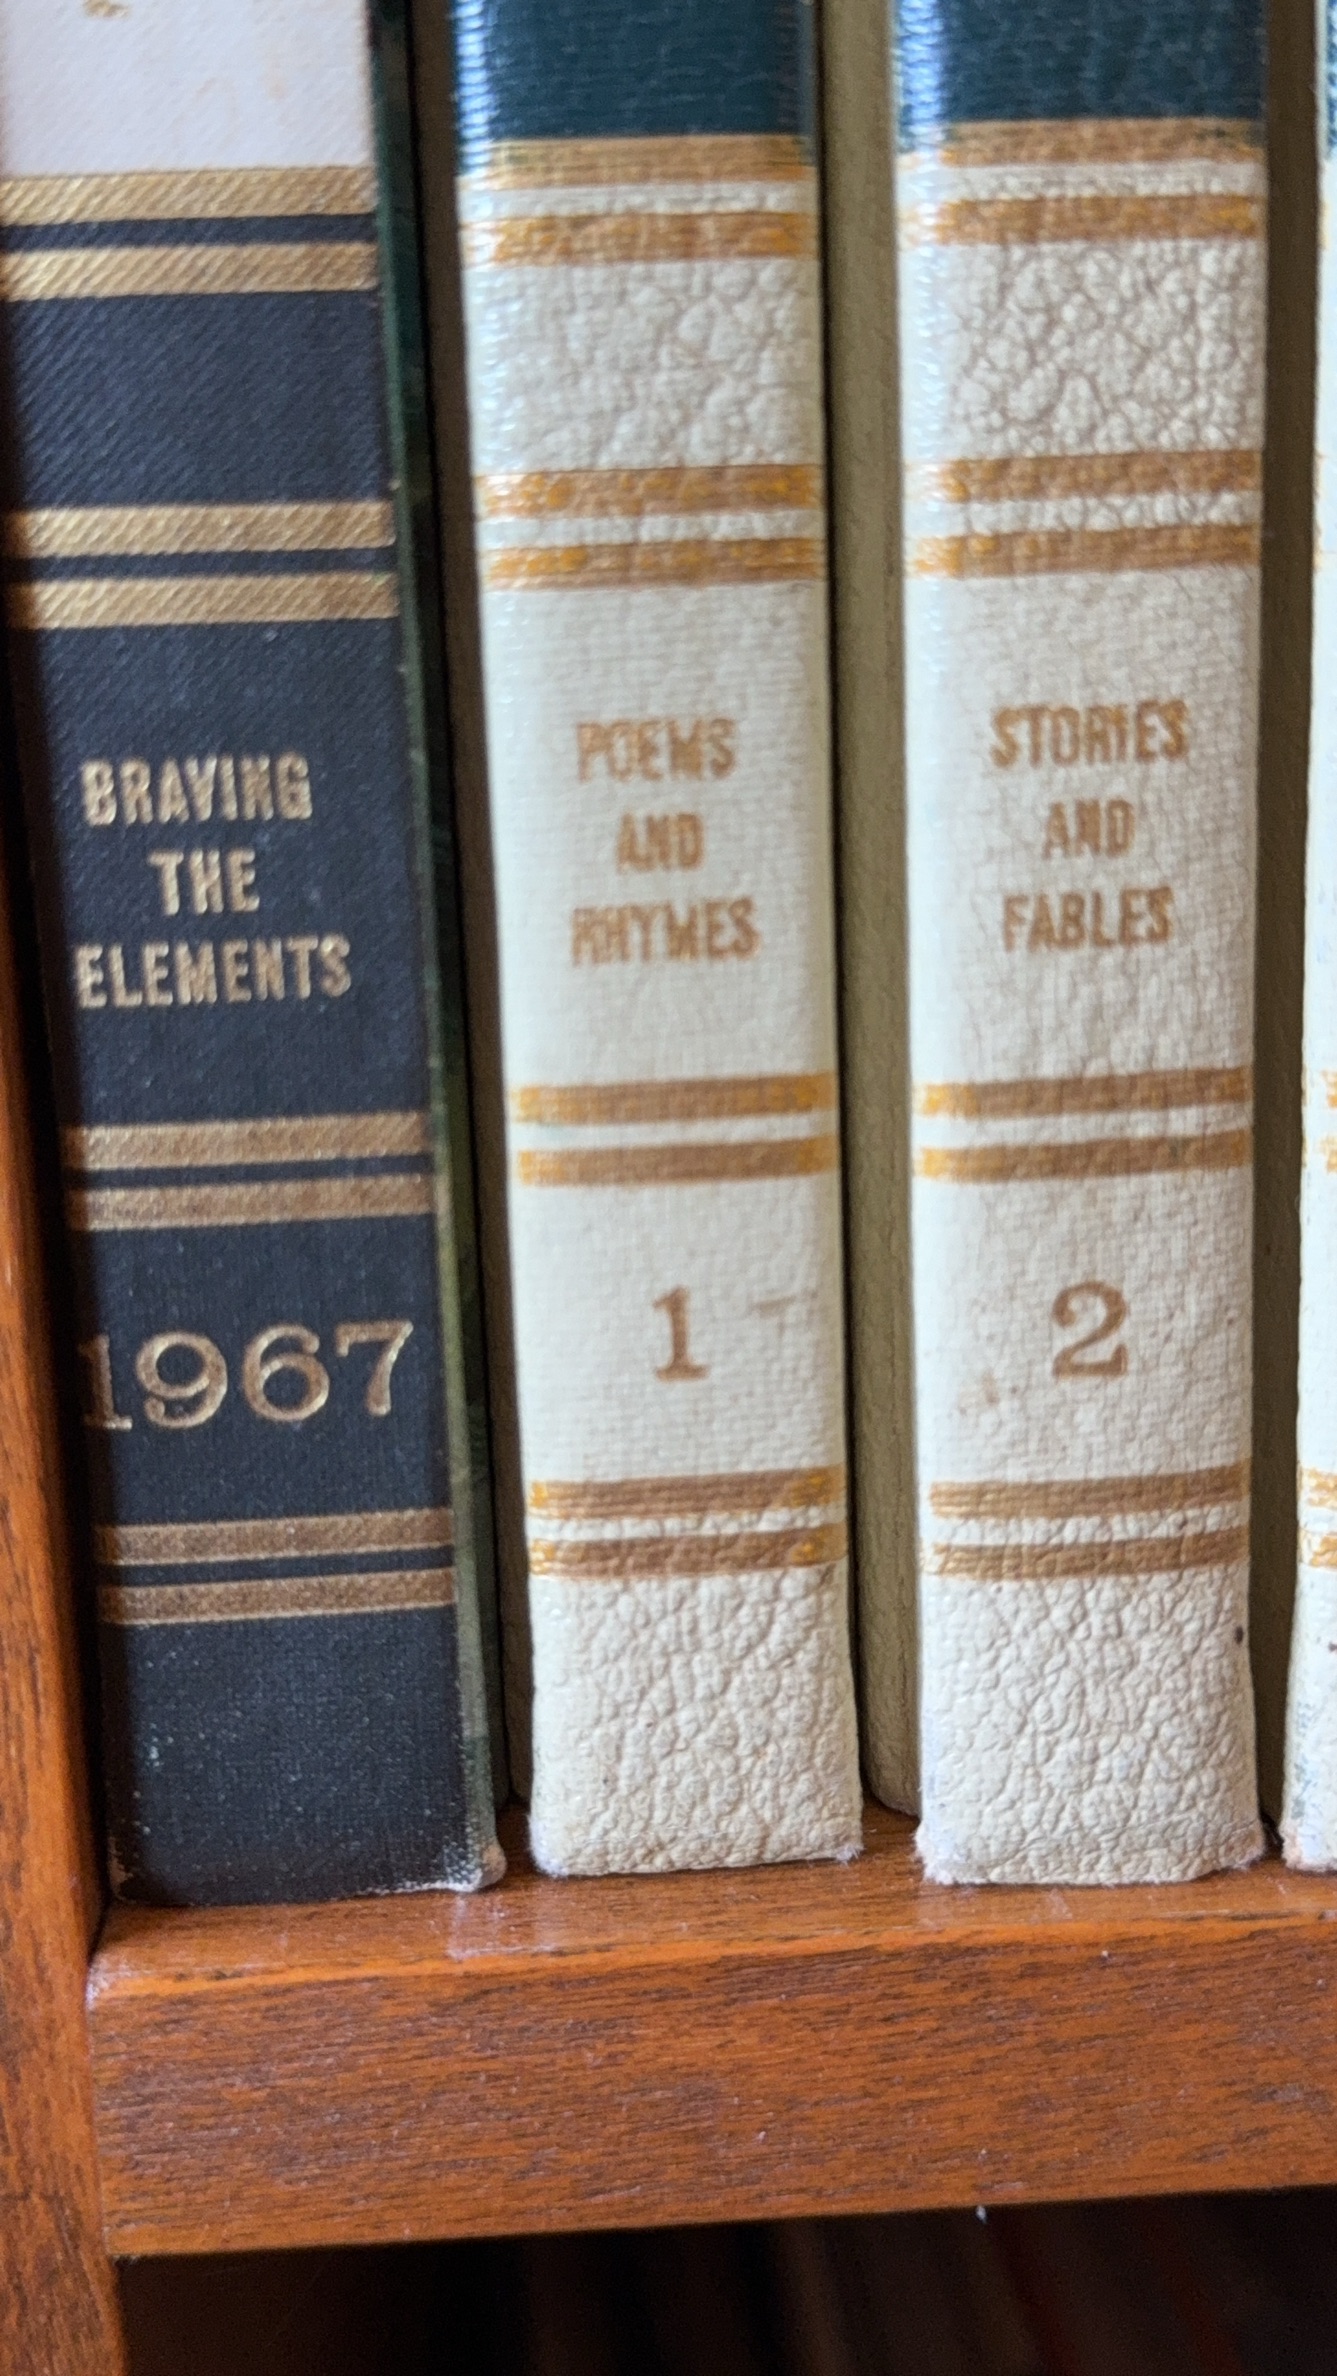 BRAVING
THE
ELEMENTS
1967
POEMS
AND
RHYMES
1
STORIES
AND
FABLES
2